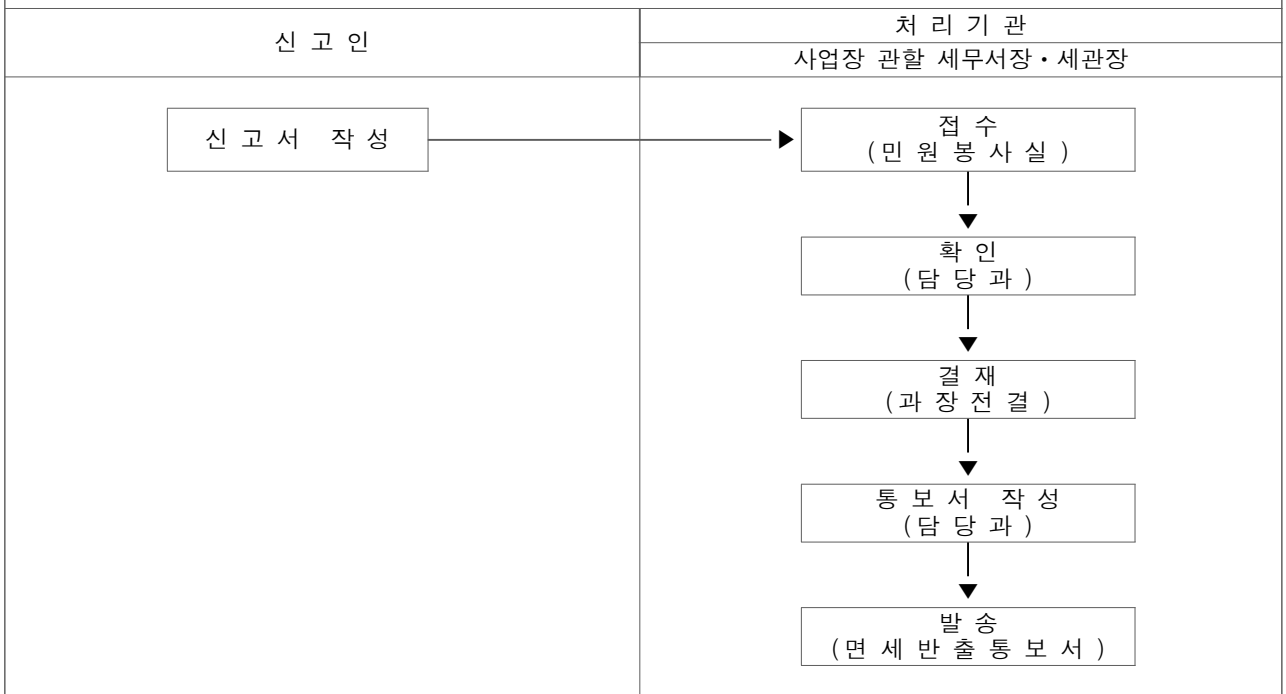 신 고 인
처 리 기 관
사업장 관할 세무서장·세관장
신 고 서 작 성
접 수
(민 원 봉 사 실)
확 인
(담 당 과)
결 재
(과 장 전 결)
통 보 서 작 성
(담 당 과)
발 송
(면 세 반 출 통 보 서)